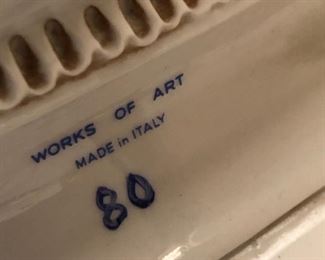 WORKS OF ART
MADE in ITALY
80